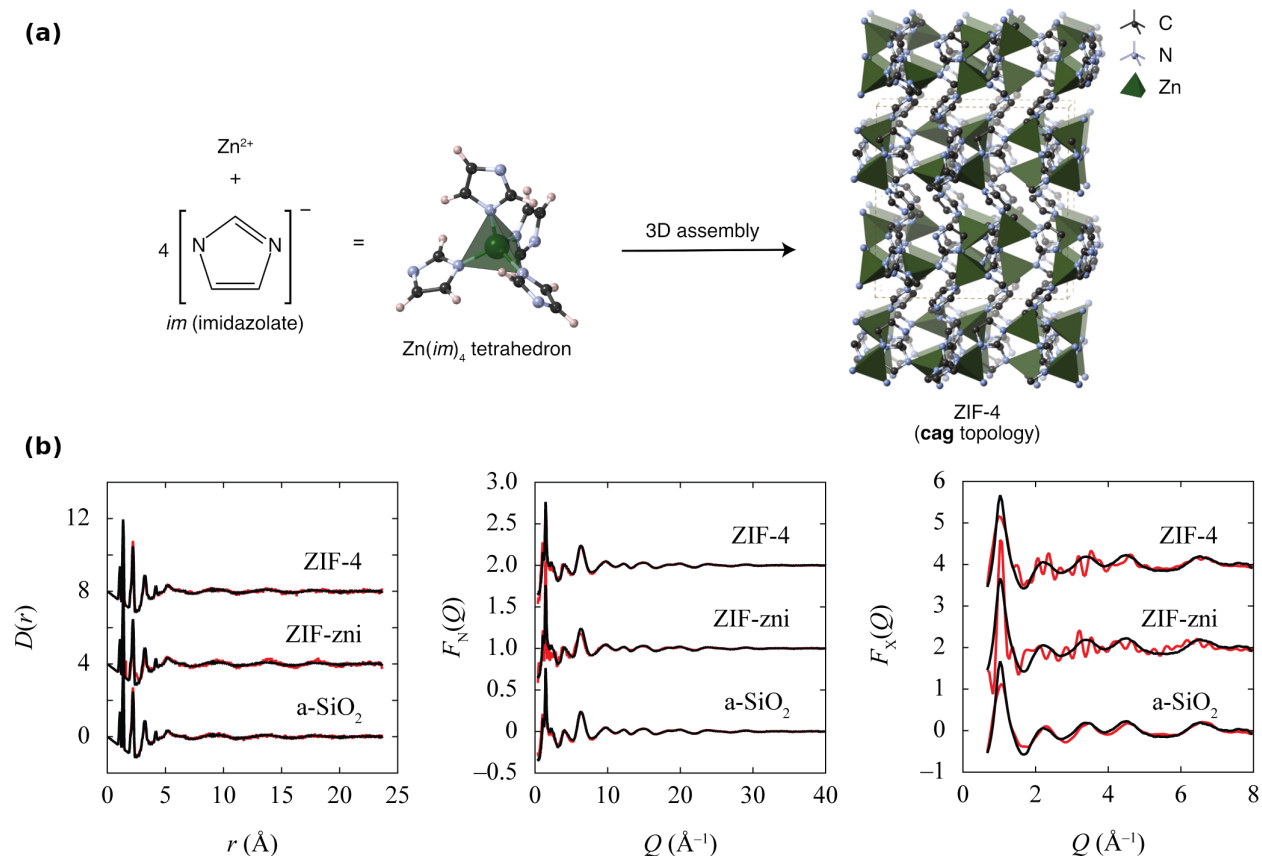 (a)
Zn²⁺
+
4 [ N N ]⁻
im (imidazolate)
=
Zn(im)₄ tetrahedron
3D assembly
C
N
Zn
ZIF-4
(cag topology)
(b)
D(r)
12
8
4
0
ZIF-4
ZIF-zni
a-SiO₂
0 5 10 15 20 25
r (Å)
F_N(Q)
3.0
2.5
2.0
1.5
1.0
0.5
0
−0.5
ZIF-4
ZIF-zni
a-SiO₂
0 10 20 30 40
Q (Å⁻¹)
F_X(Q)
6
5
4
3
2
1
0
−1
ZIF-4
ZIF-zni
a-SiO₂
0 2 4 6 8
Q (Å⁻¹)